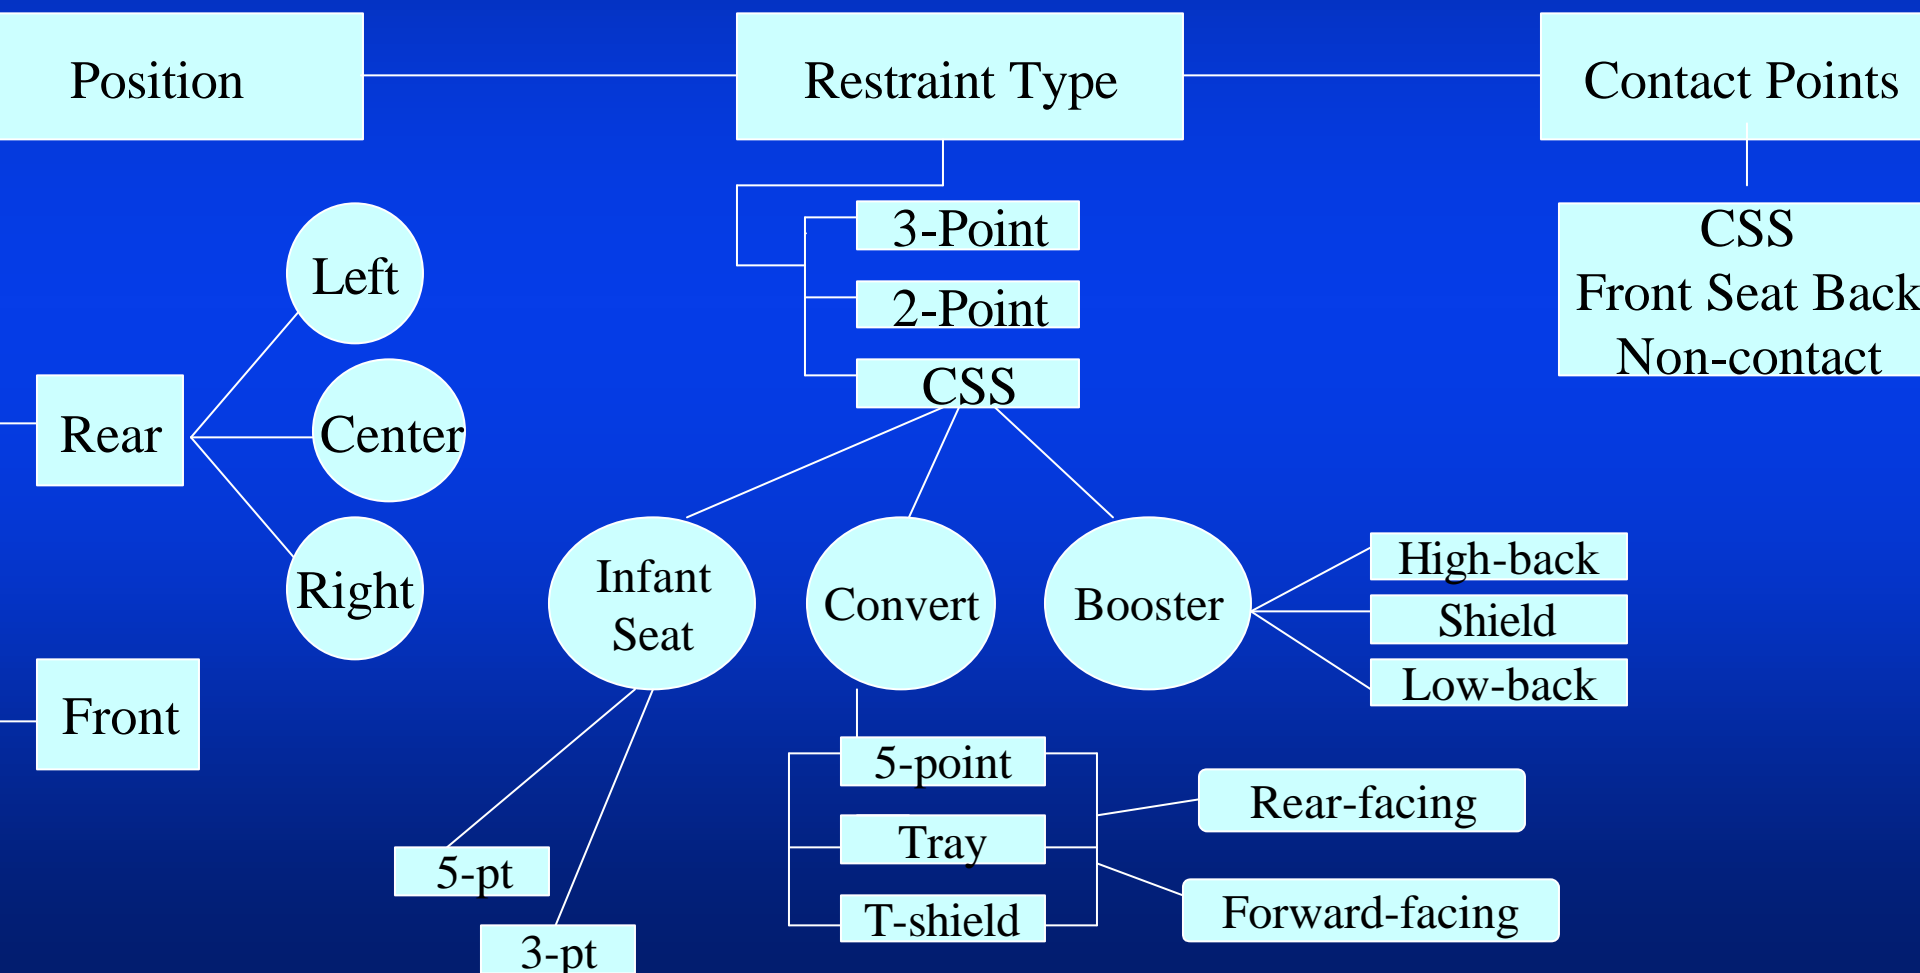 Position
Restraint Type
Contact Points
Left
3-Point
CSS
2-Point
Front Seat Back
Non-contact
CSS
Rear
Center
Right
Infant
Seat
Convert
Booster
High-back
Shield
Low-back
Front
5-point
Rear-facing
Tray
5-pt
T-shield
Forward-facing
3-pt